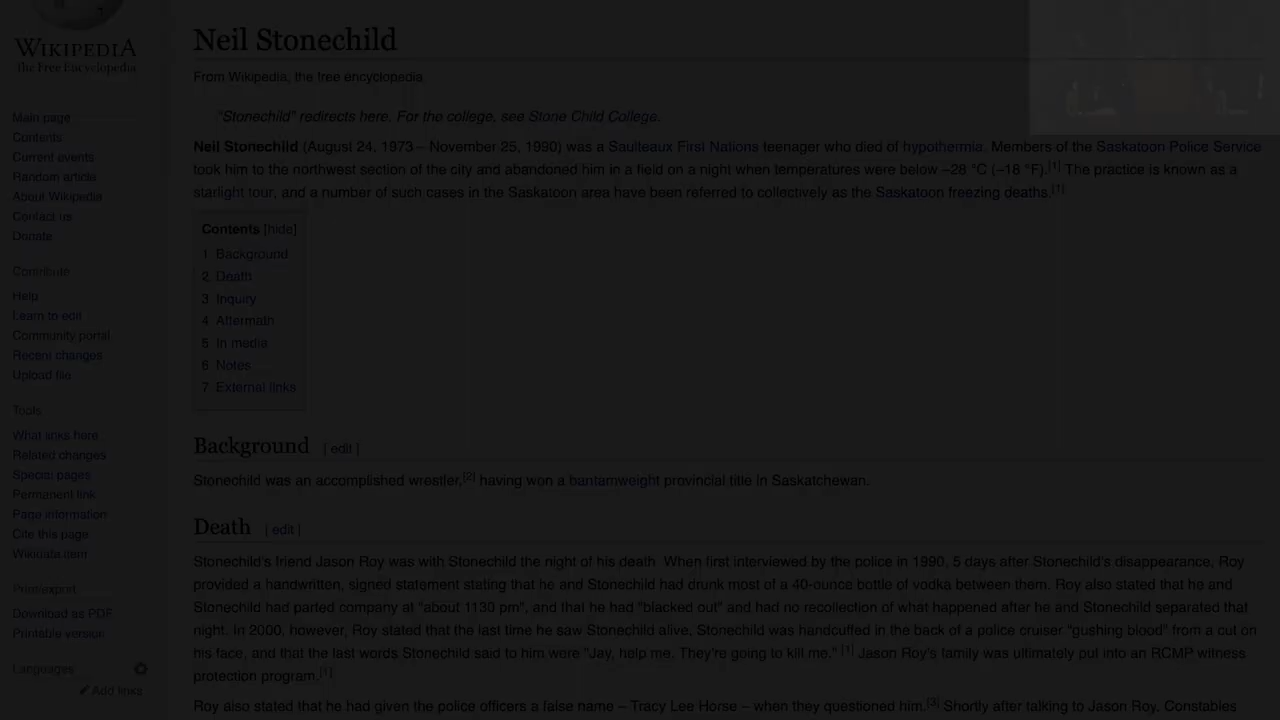 WIKIPEDIA
The Free Encyclopedia
Main page
Contents
Current events
Random article
About Wikipedia
Contact us
Donate
Contribute
Help
Learn to edit
Community portal
Recent changes
Upload file
Tools
What links here
Related changes
Special pages
Permanent link
Page information
Cite this page
Wikidata item
Print/export
Download as PDF
Printable version
Languages
Add links
Neil Stonechild
From Wikipedia, the free encyclopedia
"Stonechild" redirects here. For the college, see Stone Child College.
Neil Stonechild (August 24, 1973 – November 25, 1990) was a Saulteaux First Nations teenager who died of hypothermia. Members of the Saskatoon Police Service
took him to the northwest section of the city and abandoned him in a field on a night when temperatures were below –28 °C (−18 °F).[1] The practice is known as a
starlight tour, and a number of such cases in the Saskatoon area have been referred to collectively as the Saskatoon freezing deaths.[1]
Contents [hide]
1 Background
2 Death
3 Inquiry
4 Aftermath
5 In media
6 Notes
7 External links
Background [ edit ]
Stonechild was an accomplished wrestler,[2] having won a bantamweight provincial title in Saskatchewan.
Death [ edit ]
Stonechild's friend Jason Roy was with Stonechild the night of his death. When first interviewed by the police in 1990, 5 days after Stonechild's disappearance, Roy
provided a handwritten, signed statement stating that he and Stonechild had drunk most of a 40-ounce bottle of vodka between them. Roy also stated that he and
Stonechild had parted company at "about 1130 pm", and that he had "blacked out" and had no recollection of what happened after he and Stonechild separated that
night. In 2000, however, Roy stated that the last time he saw Stonechild alive, Stonechild was handcuffed in the back of a police cruiser "gushing blood" from a cut on
his face, and that the last words Stonechild said to him were "Jay, help me. They're going to kill me." [1] Jason Roy's family was ultimately put into an RCMP witness
protection program.[1]
Roy also stated that he had given the police officers a false name – Tracy Lee Horse – when they questioned him.[3] Shortly after talking to Jason Roy, Constables